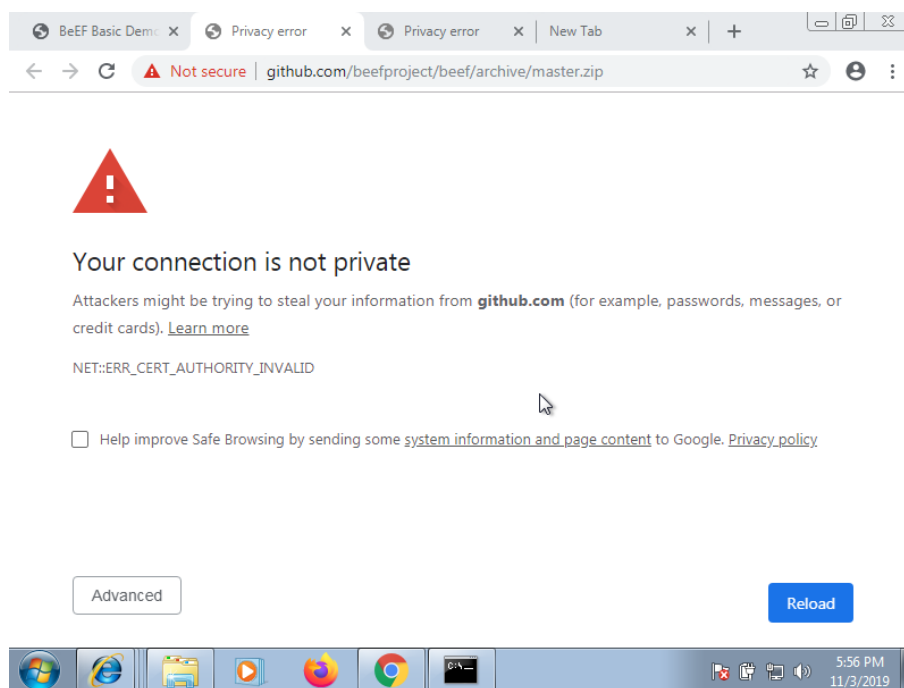 BeEF Basic Demo Privacy error Privacy error New Tab
Not secure github.com/beefproject/beef/archive/master.zip
Your connection is not private
Attackers might be trying to steal your information from github.com (for example, passwords, messages, or
credit cards). Learn more
NET::ERR_CERT_AUTHORITY_INVALID
Help improve Safe Browsing by sending some system information and page content to Google. Privacy policy
Advanced
Reload
C:\
5:56 PM
11/3/2019